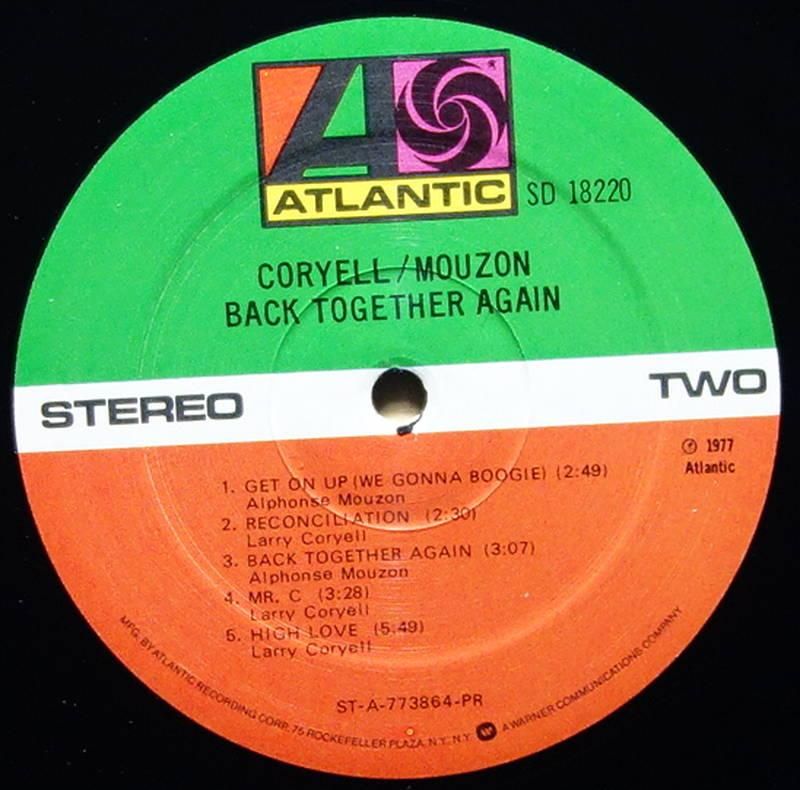 ATLANTIC
SD 18220
CORYELL/MOUZON
BACK TOGETHER AGAIN
STEREO
TWO
℗ 1977
Atlantic
1. GET ON UP (WE GONNA BOOGIE) (2:49)
Alphonse Mouzon
2. RECONCILIATION (2:30)
Larry Coryell
3. BACK TOGETHER AGAIN (3:07)
Alphonse Mouzon
4. MR. C (3:28)
Larry Coryell
5. HIGH LOVE (5:49)
Larry Coryell
ST-A-773864-PR
MFG. BY ATLANTIC RECORDING CORP. 75 ROCKEFELLER PLAZA, N.Y. N.Y. A WARNER COMMUNICATIONS COMPANY